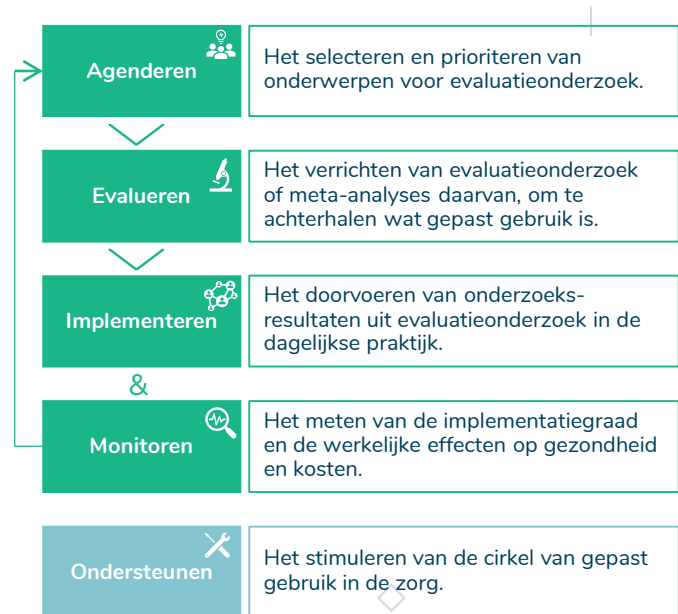 Agenderen
Het selecteren en prioriteren van
onderwerpen voor evaluatieonderzoek.
Evalueren
Het verrichten van evaluatieonderzoek
of meta-analyses daarvan, om te
achterhalen wat gepast gebruik is.
Implementeren
Het doorvoeren van onderzoeks-
resultaten uit evaluatieonderzoek in de
dagelijkse praktijk.
&
Monitoren
Het meten van de implementatiegraad
en de werkelijke effecten op gezondheid
en kosten.
Ondersteunen
Het stimuleren van de cirkel van gepast
gebruik in de zorg.